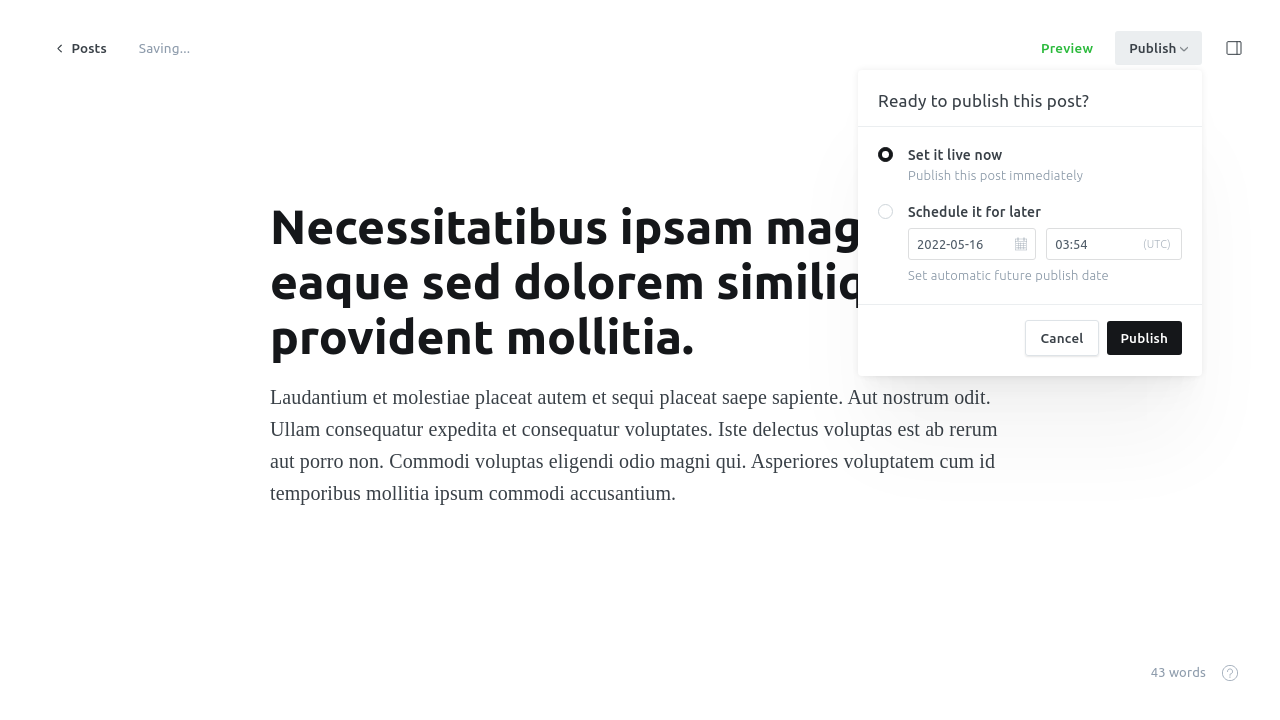 Posts
Saving...
Preview
Publish
Ready to publish this post?
Set it live now
Publish this post immediately
Schedule it for later
2022-05-16
03:54
(UTC)
Set automatic future publish date
Cancel
Publish
Necessitatibus ipsam
eaque sed dolorem
provident mollitia.
Laudantium et molestiae placeat autem et sequi placeat saepe sapiente. Aut nostrum odit.
Ullam consequatur expedita et consequatur voluptates. Iste delectus voluptas est ab rerum
aut porro non. Commodi voluptas eligendi odio magni qui. Asperiores voluptatem cum id
temporibus mollitia ipsum commodi accusantium.
43 words